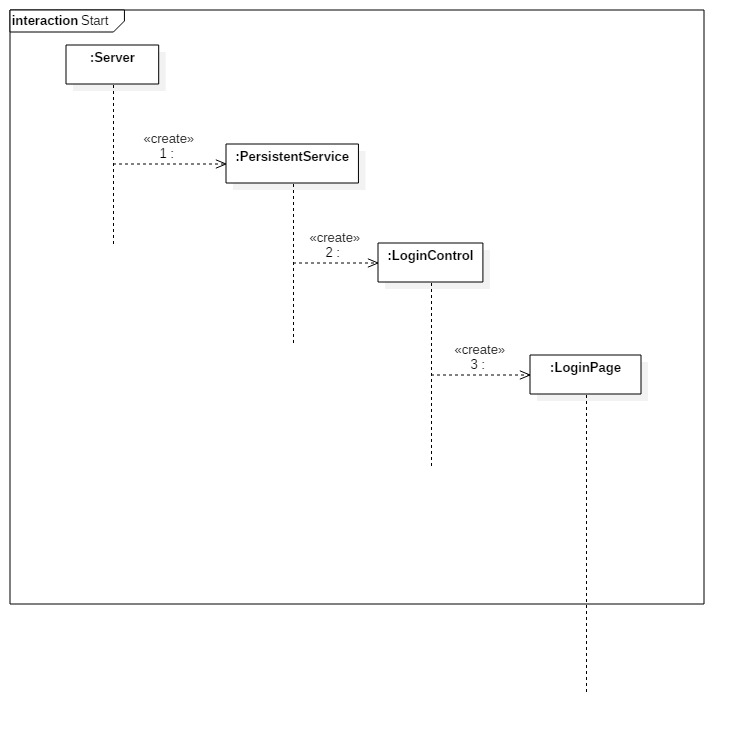 interaction Start
:Server
«create»
1 :
:PersistentService
«create»
2 :
:LoginControl
«create»
3 :
:LoginPage